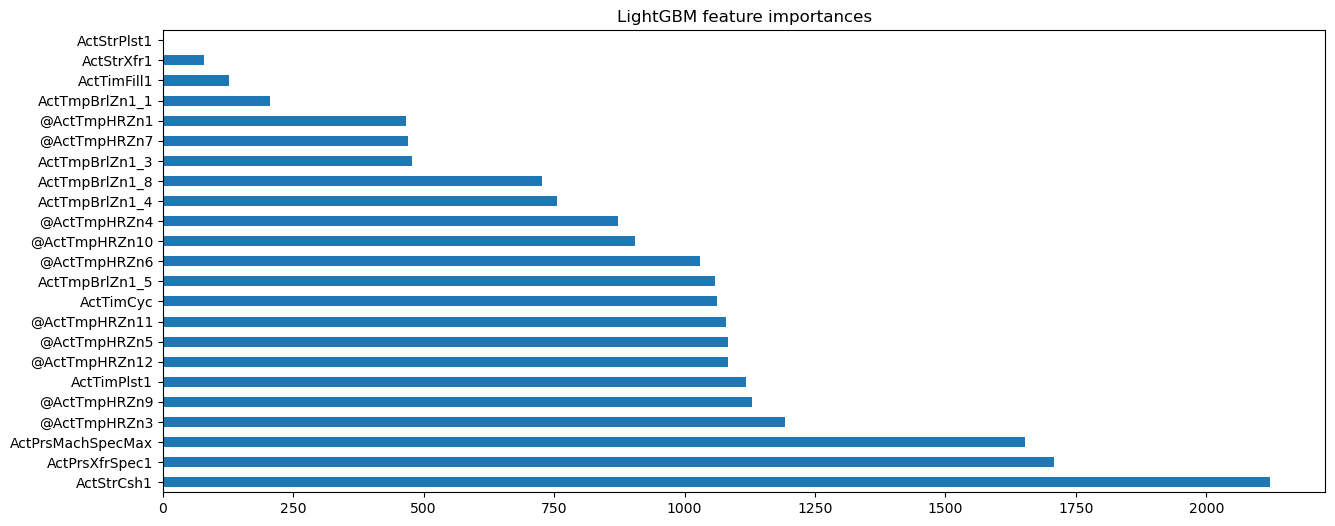 LightGBM feature importances
ActStrPlst1
ActStrXfr1
ActTimFill1
ActTmpBrlZn1_1
@ActTmpHRZn1
@ActTmpHRZn7
ActTmpBrlZn1_3
ActTmpBrlZn1_8
ActTmpBrlZn1_4
@ActTmpHRZn4
@ActTmpHRZn10
@ActTmpHRZn6
ActTmpBrlZn1_5
ActTimCyc
@ActTmpHRZn11
@ActTmpHRZn5
@ActTmpHRZn12
ActTimPlst1
@ActTmpHRZn9
@ActTmpHRZn3
ActPrsMachSpecMax
ActPrsXfrSpec1
ActStrCsh1
0 250 500 750 1000 1250 1500 1750 2000